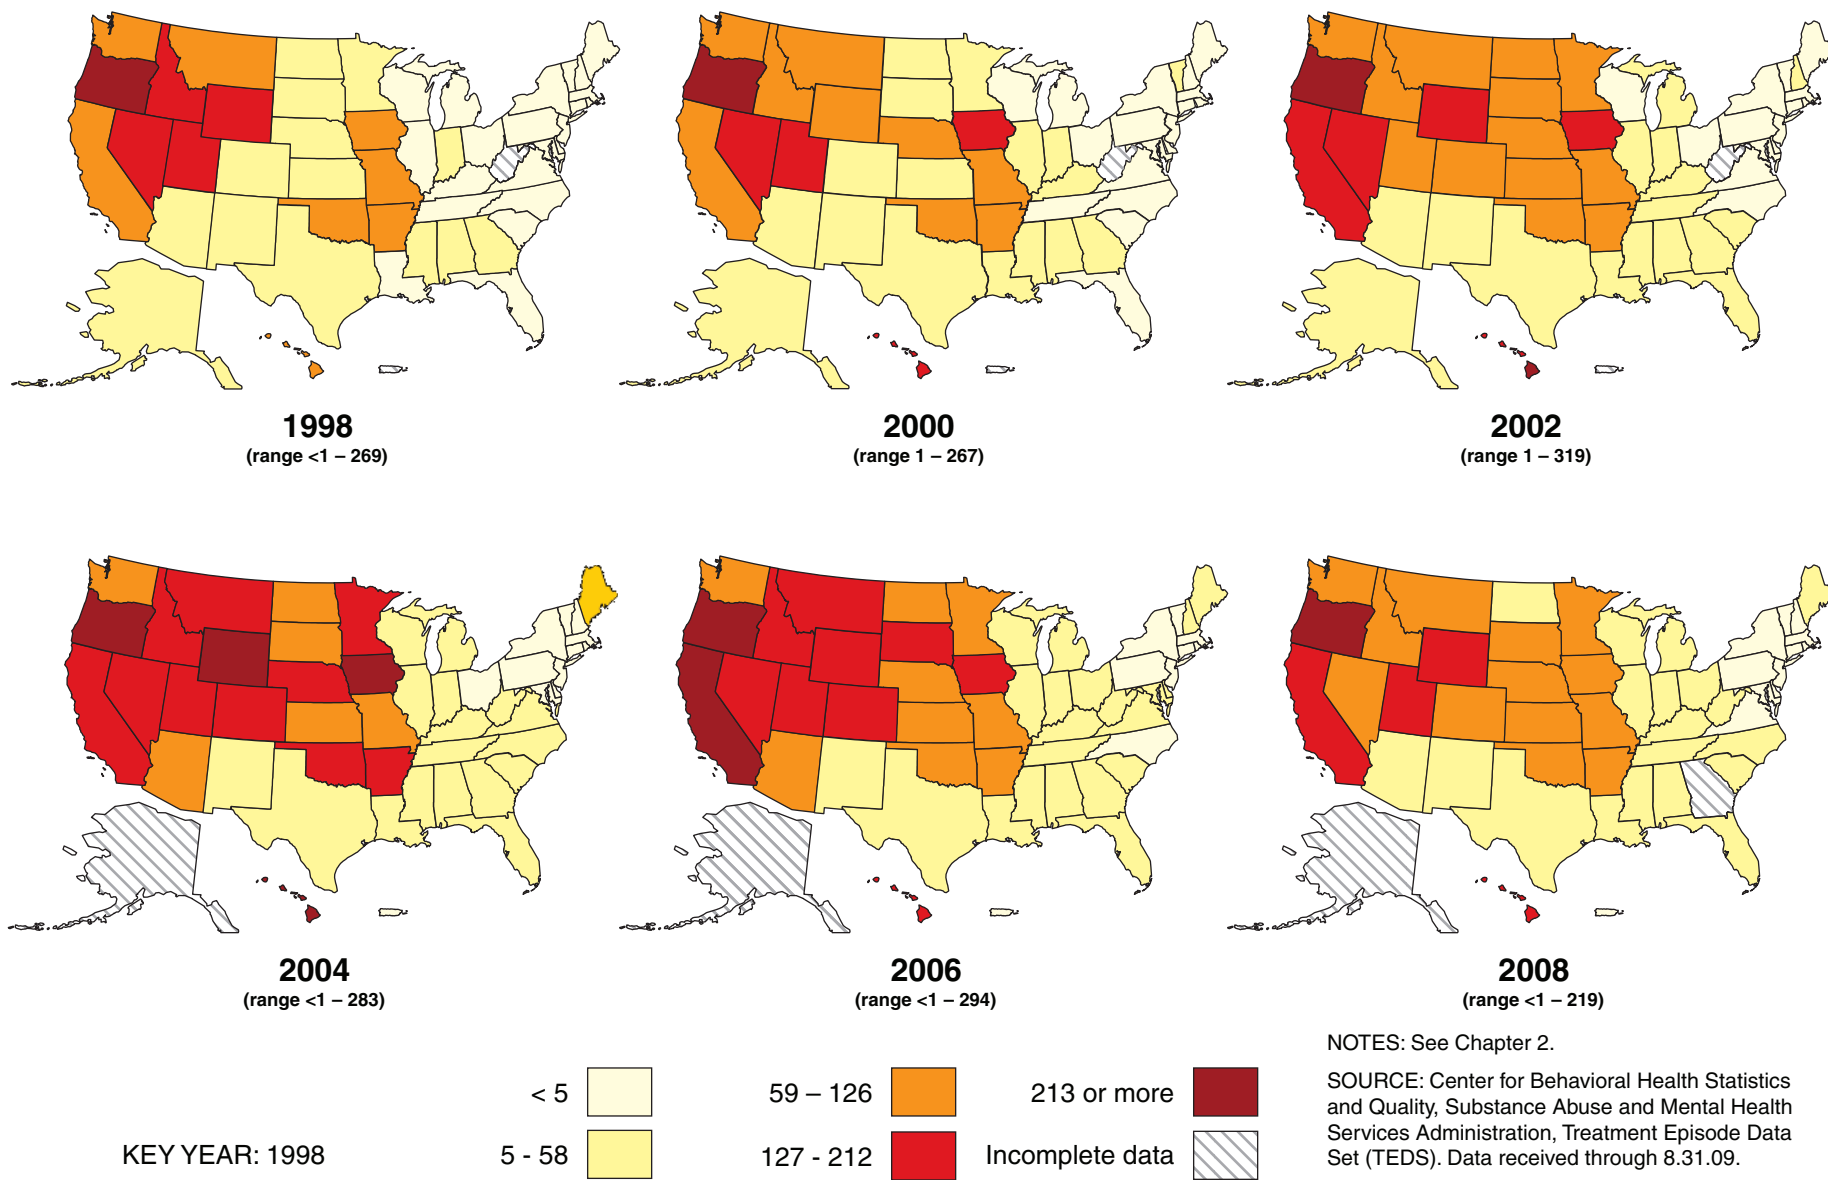 1998
(range <1 – 269)
2000
(range 1 – 267)
2002
(range 1 – 319)
2004
(range <1 – 283)
2006
(range <1 – 294)
2008
(range <1 – 219)
KEY YEAR: 1998
< 5
5 - 58
59 – 126
127 - 212
213 or more
Incomplete data
NOTES: See Chapter 2.
SOURCE: Center for Behavioral Health Statistics
and Quality, Substance Abuse and Mental Health
Services Administration, Treatment Episode Data
Set (TEDS). Data received through 8.31.09.